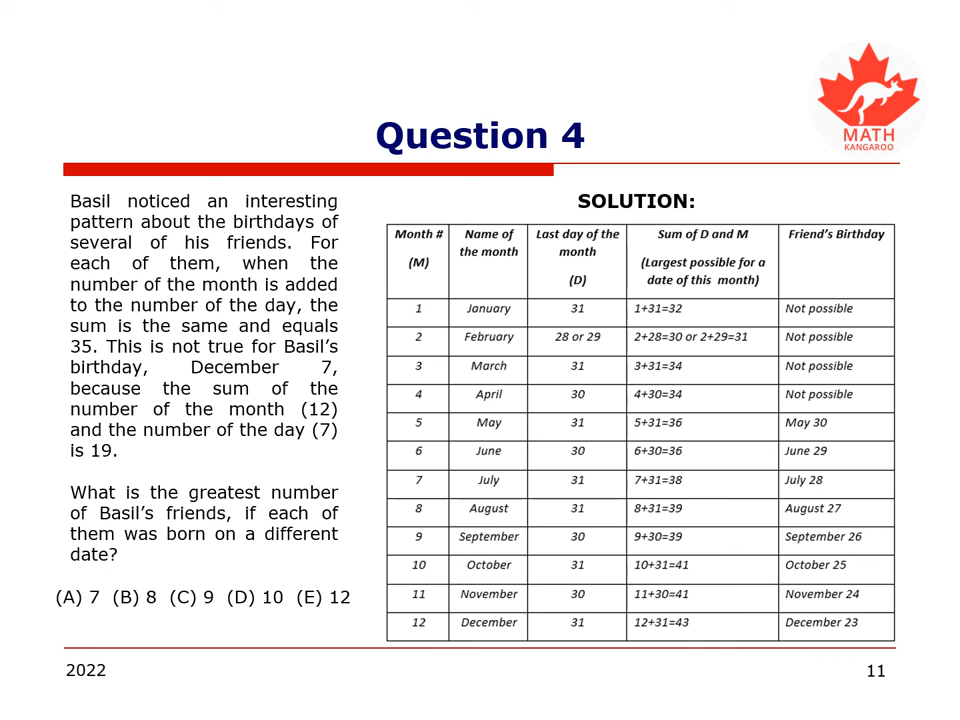 MATH
KANGAROO
Question 4
Basil noticed an interesting
pattern about the birthdays of
several of his friends. For
each of them, when the
number of the month is added
to the number of the day, the
sum is the same and equals
35. This is not true for Basil's
birthday, December 7,
because the sum of the
number of the month (12)
and the number of the day (7)
is 19.
What is the greatest number
of Basil's friends, if each of
them was born on a different
date?
(A) 7 (B) 8 (C) 9 (D) 10 (E) 12
SOLUTION:
Month # (M) Name of the month Last day of the month (D) Sum of D and M (Largest possible for a date of this month) Friend's Birthday
1 January 31 1+31=32 Not possible
2 February 28 or 29 2+28=30 or 2+29=31 Not possible
3 March 31 3+31=34 Not possible
4 April 30 4+30=34 Not possible
5 May 31 5+31=36 May 30
6 June 30 6+30=36 June 29
7 July 31 7+31=38 July 28
8 August 31 8+31=39 August 27
9 September 30 9+30=39 September 26
10 October 31 10+31=41 October 25
11 November 30 11+30=41 November 24
12 December 31 12+31=43 December 23
2022
11